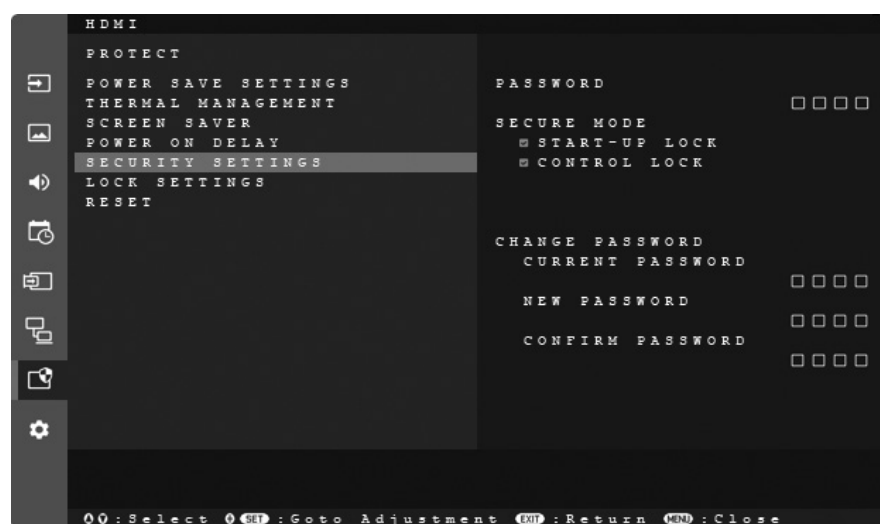 HDMI
PROTECT
POWER SAVE SETTINGS
THERMAL MANAGEMENT
SCREEN SAVER
POWER ON DELAY
SECURITY SETTINGS
LOCK SETTINGS
RESET
PASSWORD
SECURE MODE
START-UP LOCK
CONTROL LOCK
CHANGE PASSWORD
CURRENT PASSWORD
NEW PASSWORD
CONFIRM PASSWORD
:Select SET:Goto Adjustment EXIT:Return MENU:Close